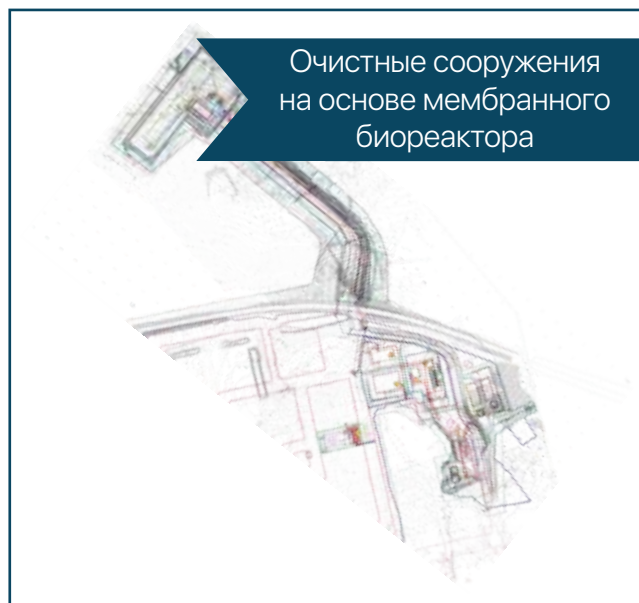 Очистные сооружения
на основе мембранного
биореактора